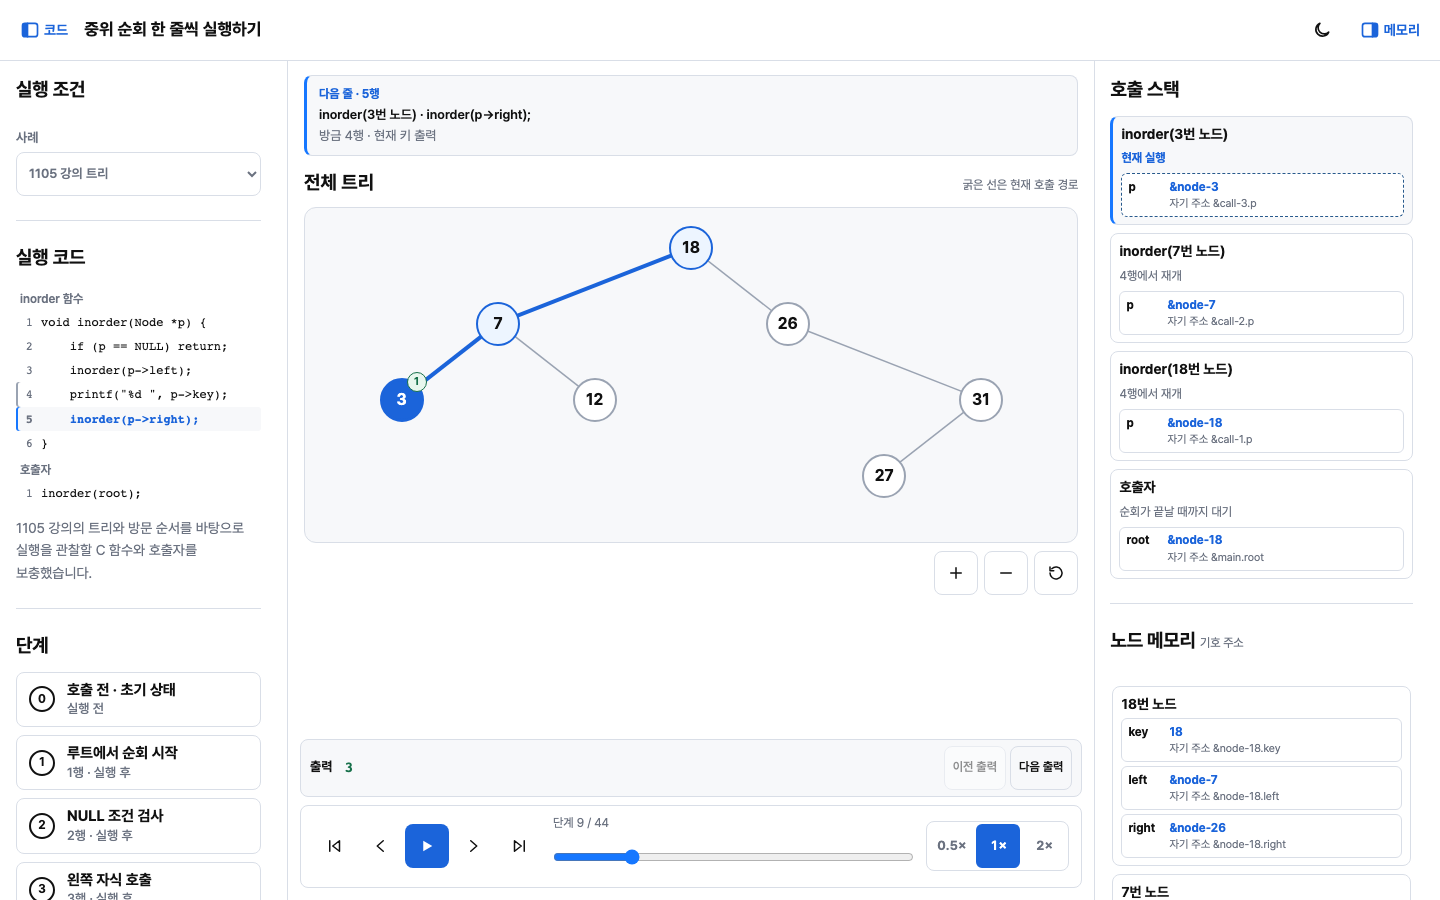 코드
중위 순회 한 줄씩 실행하기
메모리
실행 조건
사례
1105 강의 트리
실행 코드
inorder 함수
1 void inorder(Node *p) {
2 if (p == NULL) return;
3 inorder(p->left);
4 printf("%d ", p->key);
5 inorder(p->right);
6 }
호출자
1 inorder(root);
1105 강의의 트리와 방문 순서를 바탕으로
실행을 관찰할 C 함수와 호출자를
보충했습니다.
단계
0 호출 전 · 초기 상태
실행 전
1 루트에서 순회 시작
1행 · 실행 후
2 NULL 조건 검사
2행 · 실행 후
3 왼쪽 자식 호출
3행 · 실행 후
다음 줄 · 5행
inorder(3번 노드) · inorder(p→right);
방금 4행 · 현재 키 출력
전체 트리
굵은 선은 현재 호출 경로
18
7
26
1
3
12
31
27
출력 3
이전 출력
다음 출력
단계 9 / 44
0.5×
1×
2×
호출 스택
inorder(3번 노드)
현재 실행
p &node-3
자기 주소 &call-3.p
inorder(7번 노드)
4행에서 재개
p &node-7
자기 주소 &call-2.p
inorder(18번 노드)
4행에서 재개
p &node-18
자기 주소 &call-1.p
호출자
순회가 끝날 때까지 대기
root &node-18
자기 주소 &main.root
노드 메모리 기호 주소
18번 노드
key 18
자기 주소 &node-18.key
left &node-7
자기 주소 &node-18.left
right &node-26
자기 주소 &node-18.right
7번 노드